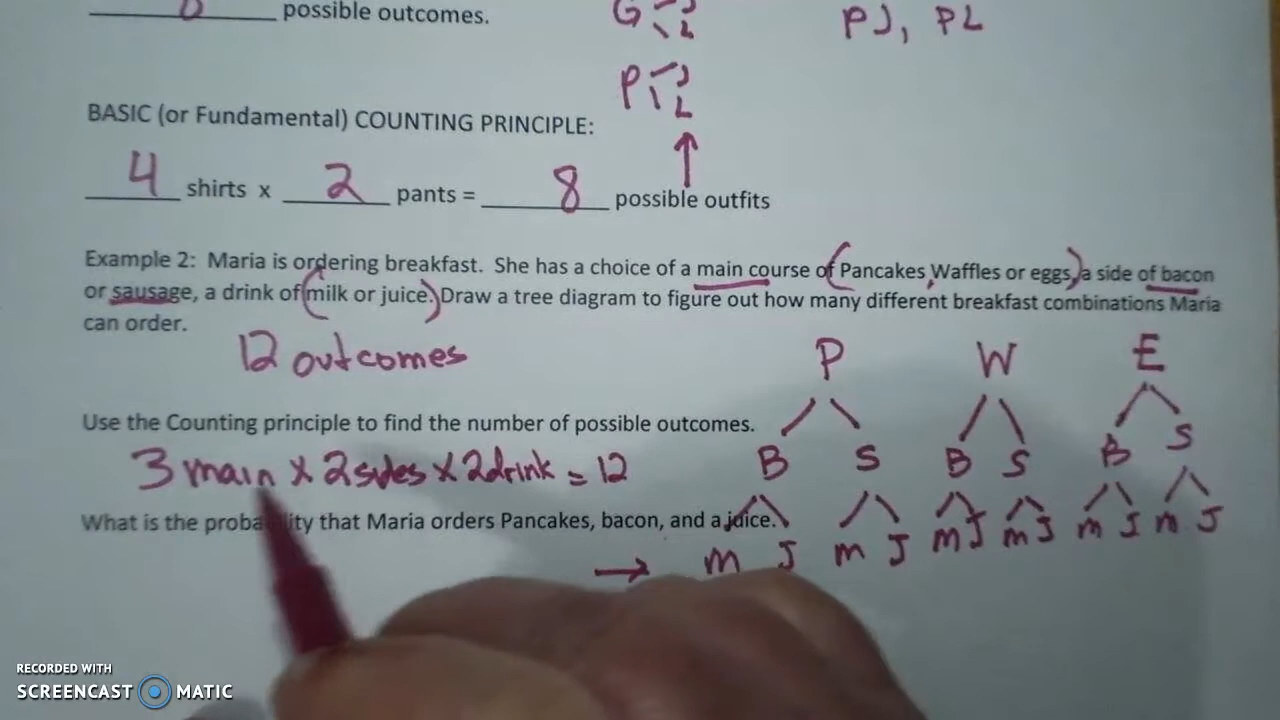 possible outcomes.
G J L
PJ, PL
P J L
BASIC (or Fundamental) COUNTING PRINCIPLE:
4 shirts x 2 pants = 8 possible outfits
Example 2: Maria is ordering breakfast. She has a choice of a main course of (Pancakes, Waffles or eggs,) a side of bacon
or sausage, a drink of (milk or juice.) Draw a tree diagram to figure out how many different breakfast combinations Maria
can order.
12 outcomes
P W E
Use the Counting principle to find the number of possible outcomes.
B S B S B S
3 main x 2 sides x 2 drink = 12
What is the probability that Maria orders Pancakes, bacon, and a juice.
m J m J m J m J m J m J
RECORDED WITH
SCREENCAST MATIC